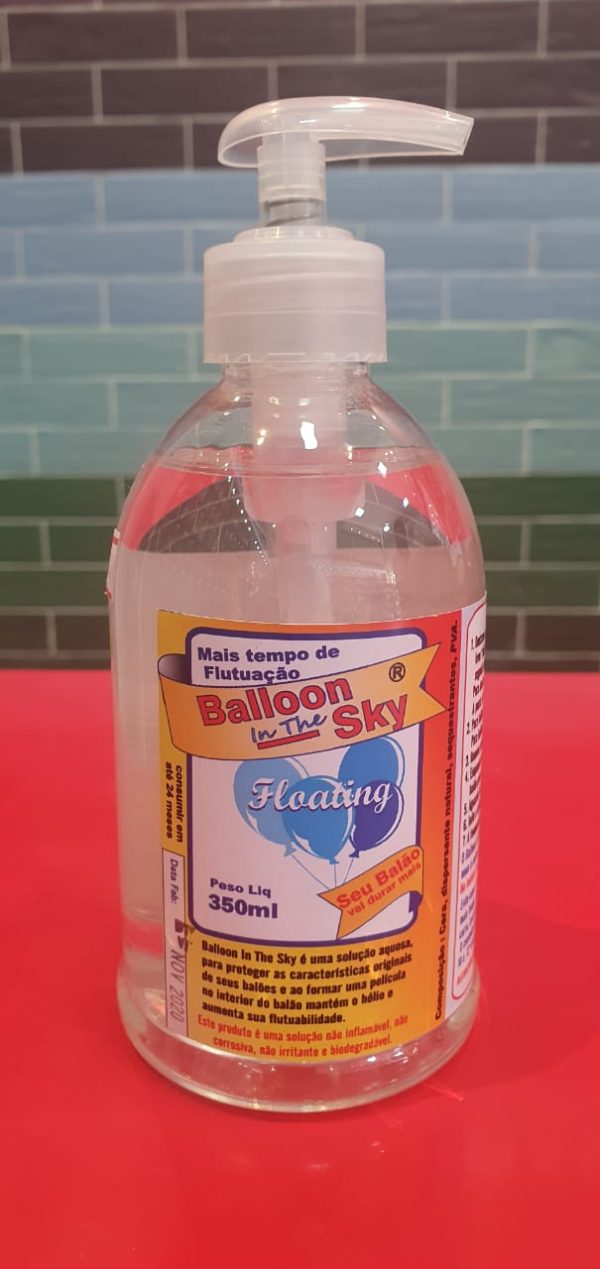 Mais tempo de
Flutuação
®
Balloon
In The Sky
Floating
Peso Liq
350ml
Seu Balão
vai durar mais
consumir em
até 24 meses
Data Fab:
NOV 2020
Balloon In The Sky é uma solução aquosa,
para proteger as características originais
de seus balões e ao formar uma película
no interior do balão mantém o hélio e
aumenta sua flutuabilidade.
Este produto é uma solução não inflamável, não
corrosiva, não irritante e biodegradável.
Composição : Cera, dispersante natural, sequestrantes, PVA.